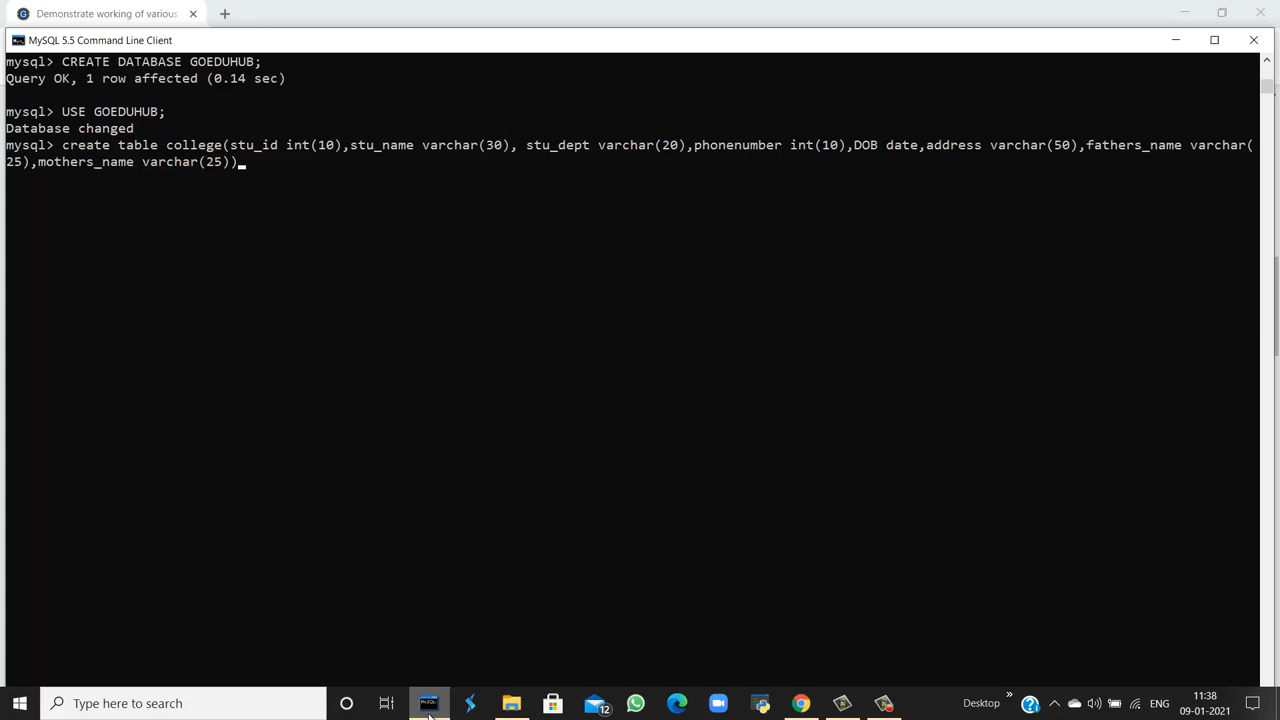 Demonstrate working of various
MySQL 5.5 Command Line Client
mysql> CREATE DATABASE GOEDUHUB;
Query OK, 1 row affected (0.14 sec)
mysql> USE GOEDUHUB;
Database changed
mysql> create table college(stu_id int(10),stu_name varchar(30), stu_dept varchar(20),phonenumber int(10),DOB date,address varchar(50),fathers_name varchar(
25),mothers_name varchar(25))
Type here to search
MySQL
12
Desktop
»
ENG
11:38
09-01-2021